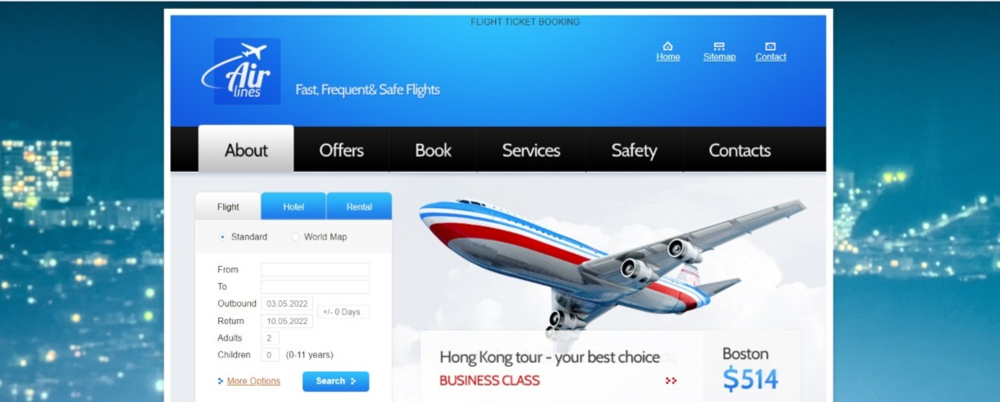 FLIGHT TICKET BOOKING
Home Sitemap Contact
Air
lines
Fast, Frequent& Safe Flights
About Offers Book Services Safety Contacts
Flight Hotel Rental
Standard World Map
From
To
Outbound 03.05.2022
+/- 0 Days
Return 10.05.2022
Adults 2
Children 0 (0-11 years)
More Options Search
Hong Kong tour - your best choice
BUSINESS CLASS
Boston
$514